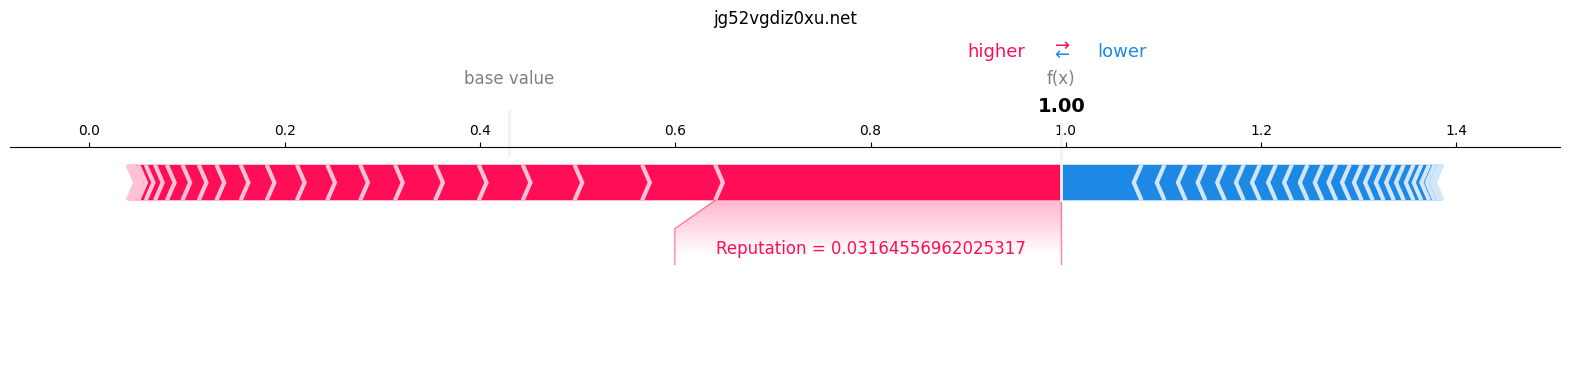 jg52vgdiz0xu.net
higher ⇄ lower
base value f(x)
1.00
0.0 0.2 0.4 0.6 0.8 1.0 1.2 1.4
Reputation = 0.03164556962025317